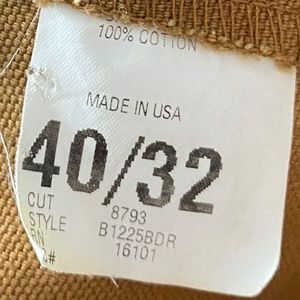 100% COTTON
MADE IN USA
40/32
CUT 8793
STYLE B1225BDR
RN 16101
#